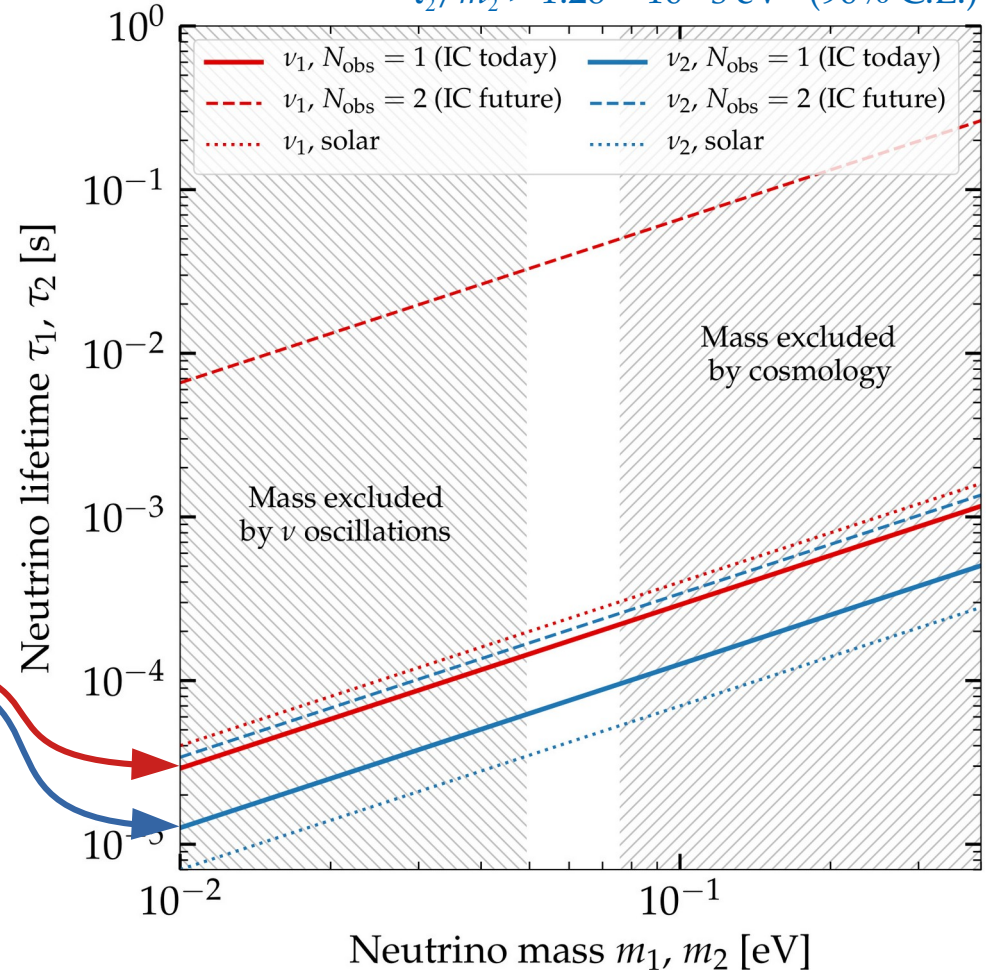 (90% C.L.)
10⁰
ν₁, N_obs = 1 (IC today)
ν₂, N_obs = 1 (IC today)
ν₁, N_obs = 2 (IC future)
ν₂, N_obs = 2 (IC future)
ν₁, solar
ν₂, solar
10⁻¹
10⁻²
10⁻³
10⁻⁴
Mass excluded
by cosmology
Mass excluded
by ν oscillations
Neutrino lifetime τ₁, τ₂ [s]
10⁻²
10⁻¹
Neutrino mass m₁, m₂ [eV]